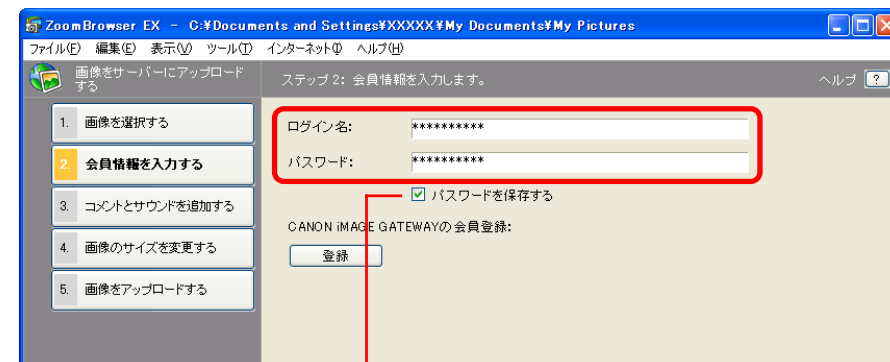 ZoomBrowser EX - C:¥Documents and Settings¥XXXXX¥My Documents¥My Pictures
ファイル(F) 編集(E) 表示(V) ツール(T) インターネット(I) ヘルプ(H)
画像をサーバーにアップロード
する
ステップ 2: 会員情報を入力します。
ヘルプ ?
1. 画像を選択する
2. 会員情報を入力する
3. コメントとサウンドを追加する
4. 画像のサイズを変更する
5. 画像をアップロードする
ログイン名: **********
パスワード: **********
パスワードを保存する
CANON iMAGE GATEWAYの会員登録:
登録